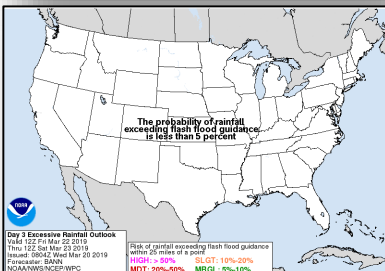 The probability of rainfall
exceeding flash flood guidance
is less than 5 percent
NOAA
Day 3 Excessive Rainfall Outlook
Valid 12Z Fri Mar 22 2019
Thru 12Z Sat Mar 23 2019
Issued: 0804Z Wed Mar 20 2019
Forecaster: BANN
NOAA/NWS/NCEP/WPC
Risk of rainfall exceeding flash flood guidance
within 25 miles of a point
HIGH: > 50% SLGT: 10%-20%
MDT: 20%-50% MRGL: 5%-10%